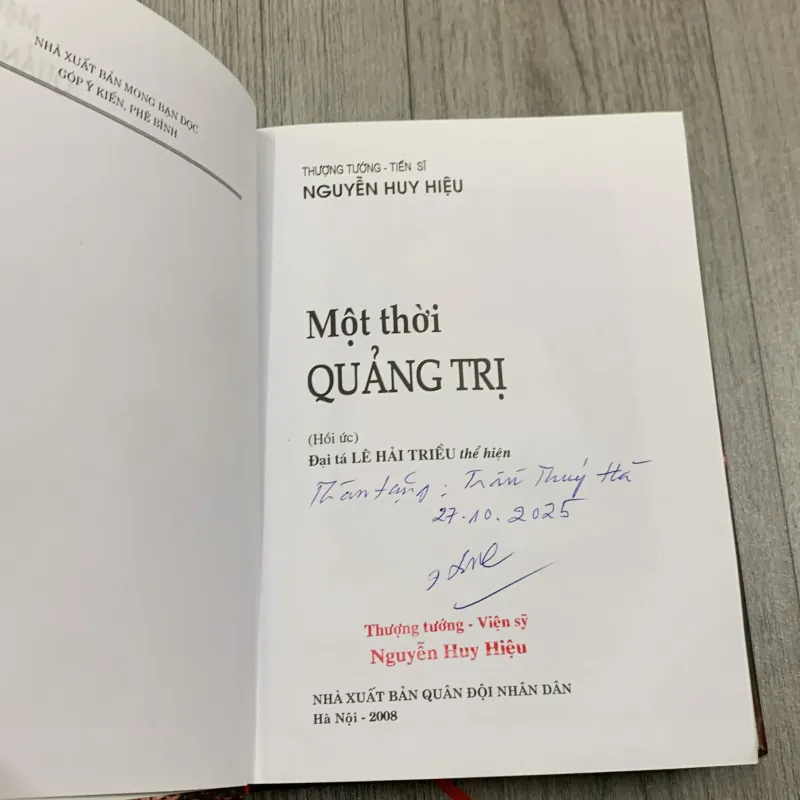 NHÀ XUẤT BẢN MONG BẠN ĐỌC
GÓP Ý KIẾN, PHÊ BÌNH
THƯỢNG TƯỚNG - TIẾN SĨ
NGUYỄN HUY HIỆU
Một thời
QUẢNG TRỊ
(Hồi ức)
Đại tá LÊ HẢI TRIỀU thể hiện
Thân tặng: Trần Thúy Hà
27.10.2025
Thượng tướng - Viện sỹ
Nguyễn Huy Hiệu
NHÀ XUẤT BẢN QUÂN ĐỘI NHÂN DÂN
Hà Nội - 2008